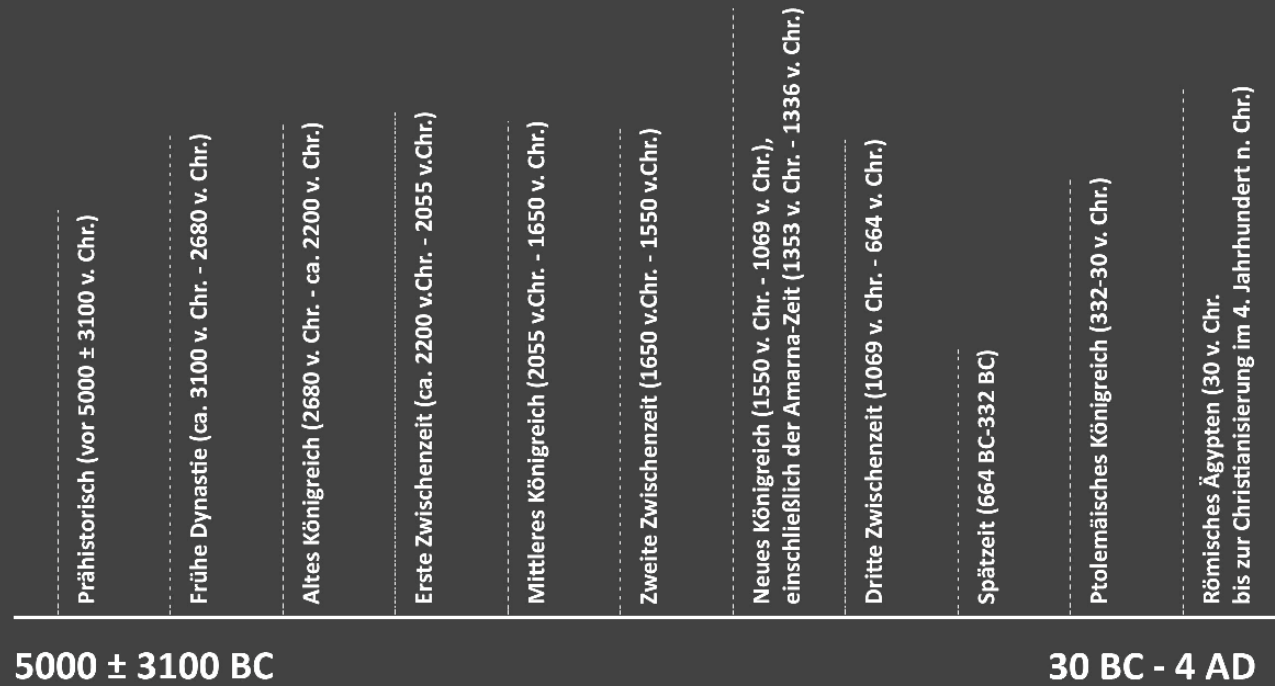 Prähistorisch (vor 5000 ± 3100 v. Chr.)
Frühe Dynastie (ca. 3100 v. Chr. - 2680 v. Chr.)
Altes Königreich (2680 v. Chr. - ca. 2200 v. Chr.)
Erste Zwischenzeit (ca. 2200 v.Chr. - 2055 v.Chr.)
Mittleres Königreich (2055 v.Chr. - 1650 v. Chr.)
Zweite Zwischenzeit (1650 v.Chr. - 1550 v.Chr.)
Neues Königreich (1550 v. Chr. - 1069 v. Chr.),
einschließlich der Amarna-Zeit (1353 v. Chr. - 1336 v. Chr.)
Dritte Zwischenzeit (1069 v. Chr. - 664 v. Chr.)
Spätzeit (664 BC-332 BC)
Ptolemäisches Königreich (332-30 v. Chr.)
Römisches Ägypten (30 v. Chr.
bis zur Christianisierung im 4. Jahrhundert n. Chr.)
5000 ± 3100 BC
30 BC - 4 AD